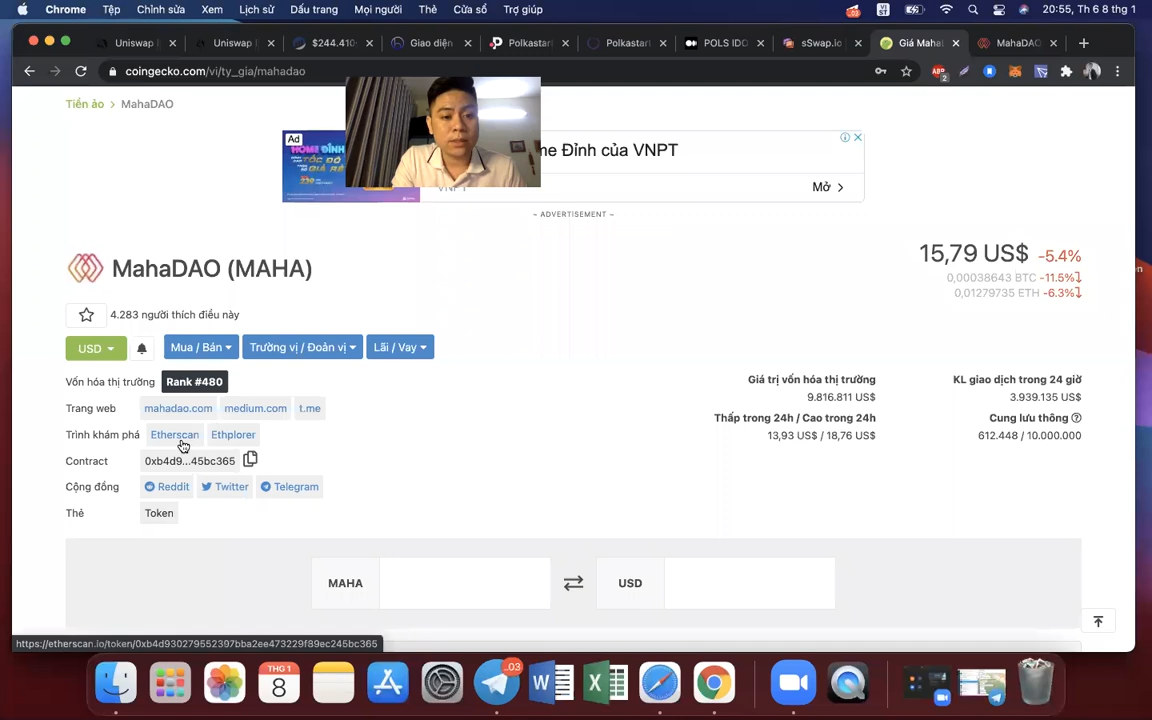 Chrome Tệp Chỉnh sửa Xem Lịch sử Dấu trang Mọi người Thẻ Cửa sổ Trợ giúp 20:55, Th 6 8 thg 1
Uniswap Uniswap $244.410 Giao diện Polkastar Polkastar POLS IDO sSwap.io Giá Maha MahaDAO
coingecko.com/vi/ty_gia/mahadao
Tiền ảo > MahaDAO
Ad
HOME ĐỈNH
me Đỉnh của VNPT
VNPT
Mở
– ADVERTISEMENT –
MahaDAO (MAHA)
15,79 US$ -5.4%
0,00038643 BTC -11.5%
0,01279735 ETH -6.3%
4.283 người thích điều này
USD
Mua / Bán
Trường vị / Đoản vị
Lãi / Vay
Vốn hóa thị trường Rank #480
Trang web mahadao.com medium.com t.me
Trình khám phá Etherscan Ethplorer
Contract 0xb4d9...45bc365
Cộng đồng Reddit Twitter Telegram
Thẻ Token
Giá trị vốn hóa thị trường
9.816.811 US$
Thấp trong 24h / Cao trong 24h
13,93 US$ / 18,76 US$
KL giao dịch trong 24 giờ
3.939.135 US$
Cung lưu thông
612.448 / 10.000.000
MAHA
USD
https://etherscan.io/token/0xb4d930279552397bba2ee473229f89ec245bc365
THG 1
8